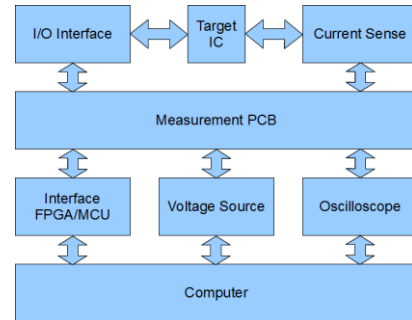 I/O Interface
Target
IC
Current Sense
Measurement PCB
Interface
FPGA/MCU
Voltage Source
Oscilloscope
Computer